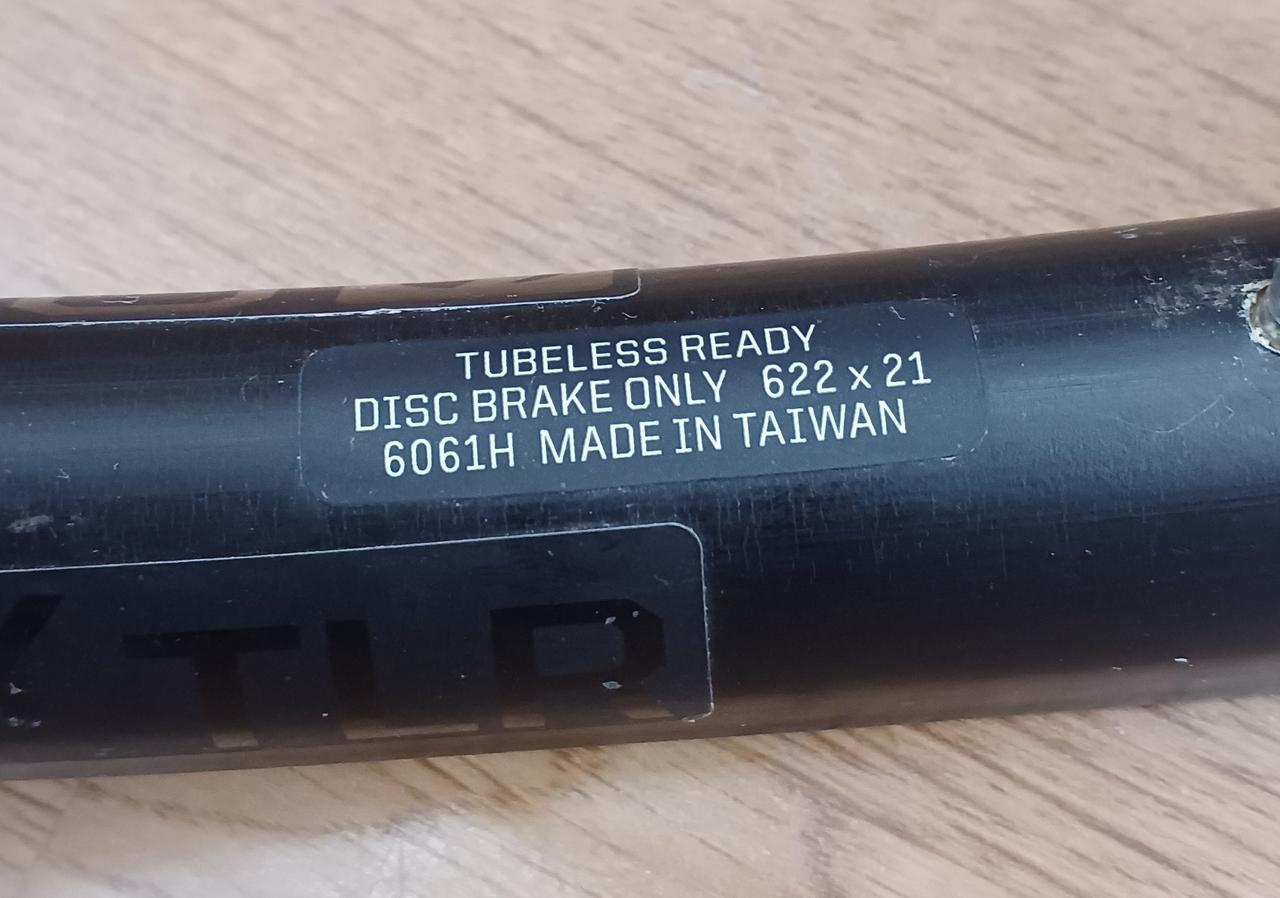 TUBELESS READY
DISC BRAKE ONLY 622 x 21
6061H MADE IN TAIWAN
TLR